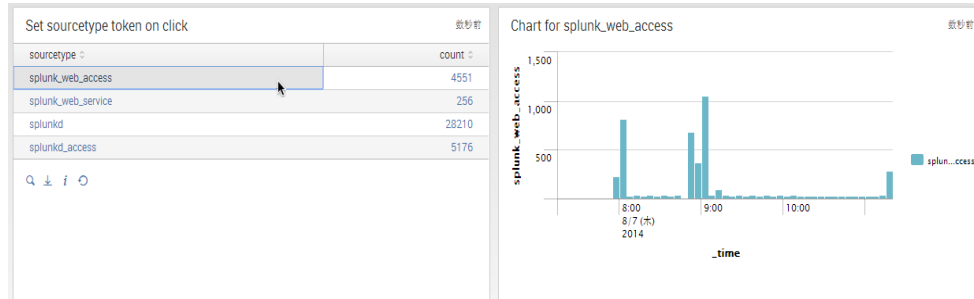 Set sourcetype token on click
数秒前
sourcetype count
splunk_web_access 4551
splunk_web_service 256
splunkd 28210
splunkd_access 5176
i
Chart for splunk_web_access
数秒前
1,500
1,000
500
splunk_web_access
8:00 9:00 10:00
8/7 (木)
2014
_time
splun...ccess